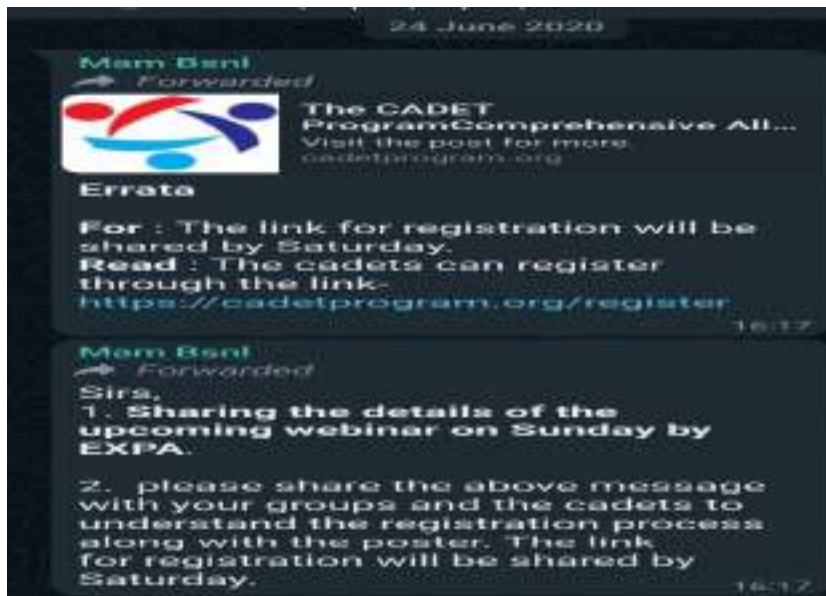 24 June 2020
Mam Bsnl
Forwarded
The CADET
ProgramComprehensive All...
Visit the post for more.
cadetprogram.org
Errata
For : The link for registration will be
shared by Saturday.
Read : The cadets can register
through the link-
https://cadetprogram.org/register
16:17
Mam Bsnl
Forwarded
Sirs,
1. Sharing the details of the
upcoming webinar on Sunday by
EXPA.
2. please share the above message
with your groups and the cadets to
understand the registration process
along with the poster. The link
for registration will be shared by
Saturday.
16:17